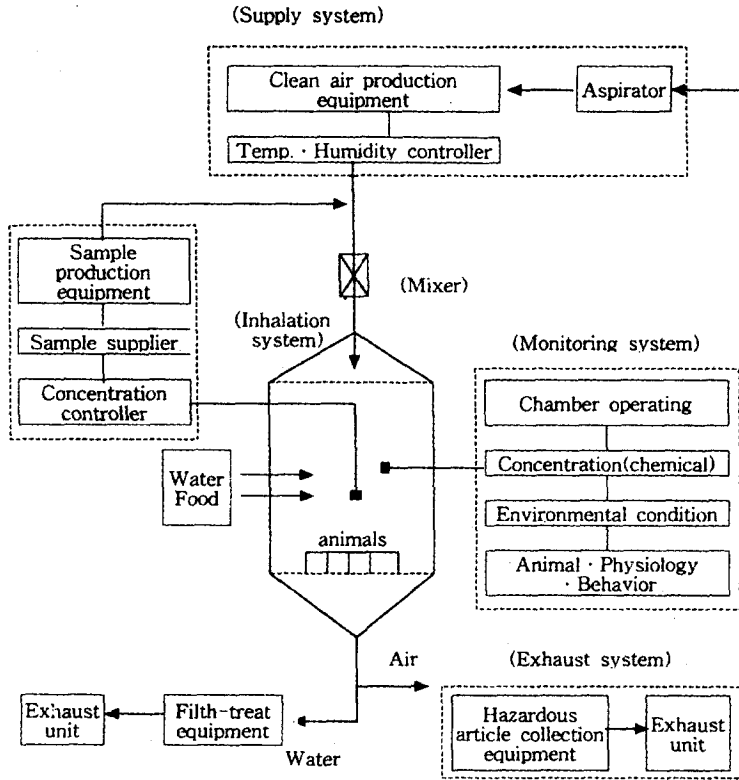 (Supply system)
Clean air production
equipment
Aspirator
Temp. · Humidity controller
Sample
production
equipment
(Mixer)
(Inhalation
system)
Sample supplier
(Monitoring system)
Concentration
controller
Chamber operating
Concentration(chemical)
Water
Food
Environmental condition
animals
Animal · Physiology
· Behavior
Air
(Exhaust system)
Exhaust
unit
Filth-treat
equipment
Water
Hazardous
article collection
equipment
Exhaust
unit